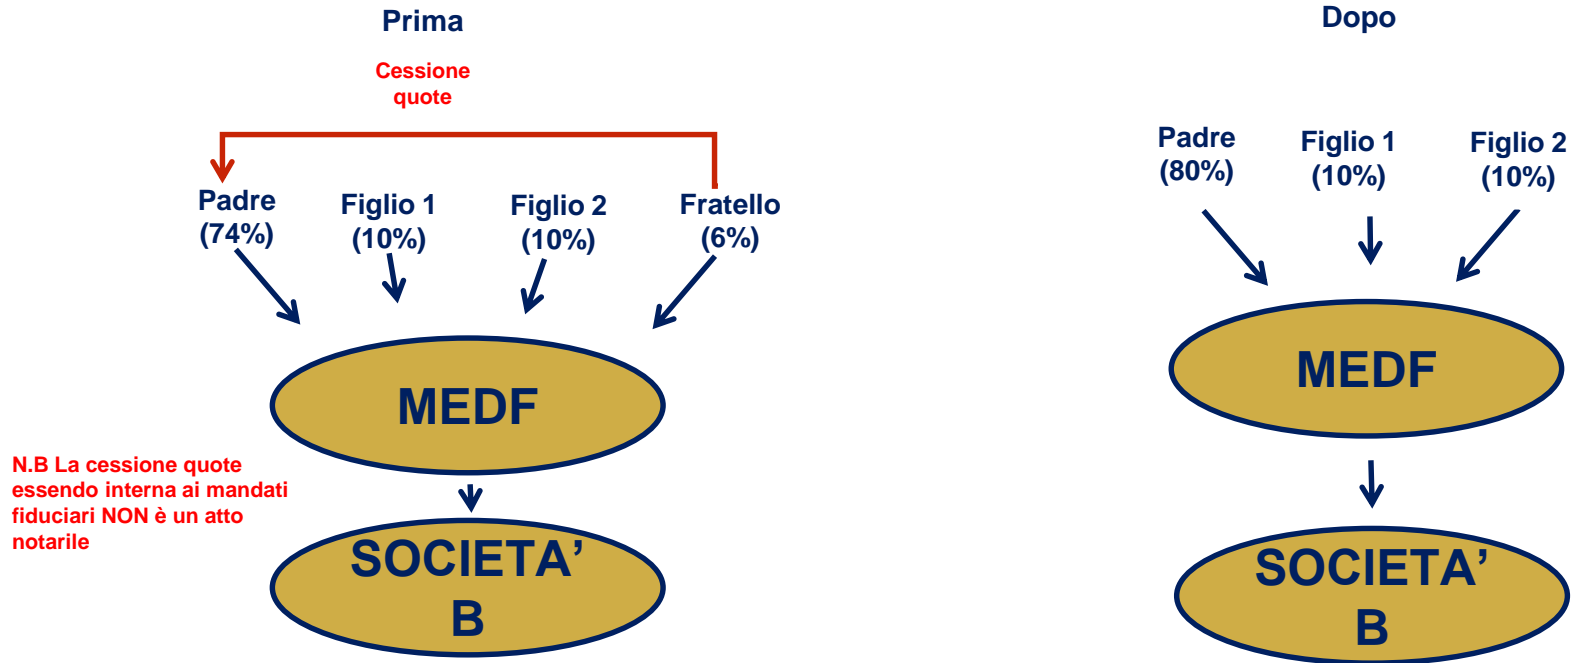 Prima
Cessione
quote
Padre
(74%)
Figlio 1
(10%)
Figlio 2
(10%)
Fratello
(6%)
MEDF
N.B La cessione quote
essendo interna ai mandati
fiduciari NON è un atto
notarile
SOCIETA’
B
Dopo
Padre
(80%)
Figlio 1
(10%)
Figlio 2
(10%)
MEDF
SOCIETA’
B